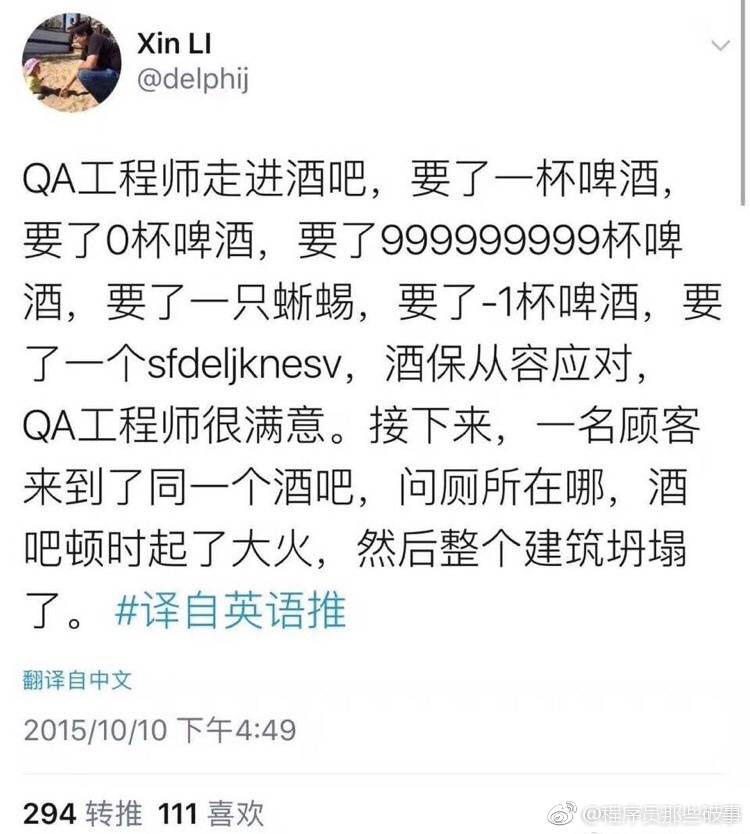 Xin LI
@delphij
QA工程师走进酒吧，要了一杯啤酒，
要了0杯啤酒，要了999999999杯啤
酒，要了一只蜥蜴，要了-1杯啤酒，要
了一个sfdeljknesv，酒保从容应对，
QA工程师很满意。接下来，一名顾客
来到了同一个酒吧，问厕所在哪，酒
吧顿时起了大火，然后整个建筑坍塌
了。 #译自英语推
翻译自中文
2015/10/10 下午4:49
294 转推 111 喜欢
@程序员那些破事